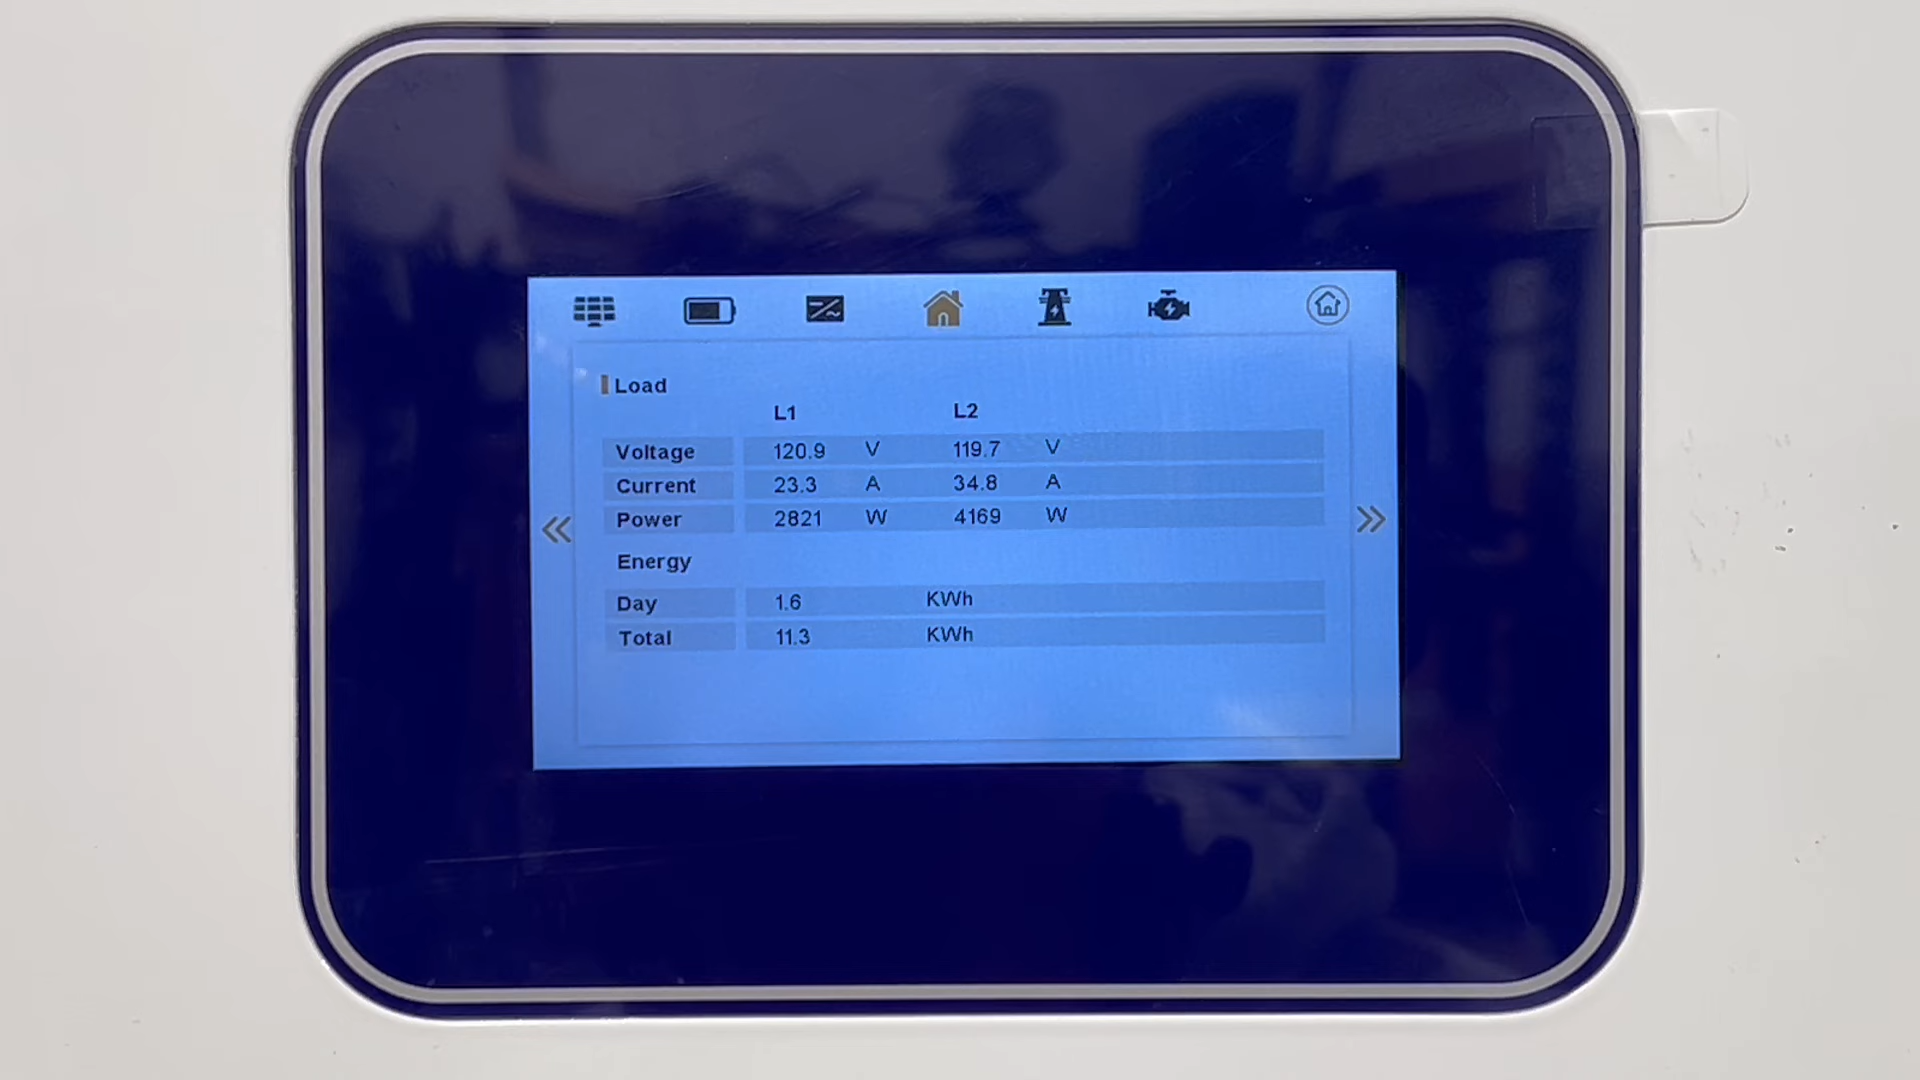 Load
L1 L2
Voltage 120.9 V 119.7 V
Current 23.3 A 34.8 A
Power 2821 W 4169 W
Energy
Day 1.6 KWh
Total 11.3 KWh